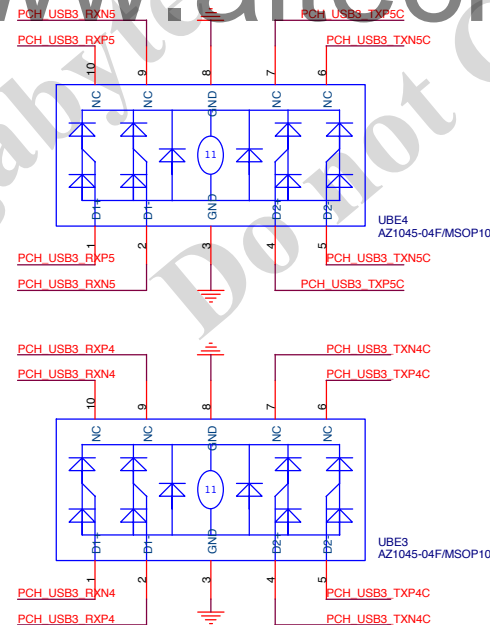 PCH_USB3_RXN5 PCH_USB3_TXP5C
PCH_USB3_RXP5 PCH_USB3_TXN5C
10 9 8 7 6
NC NC GND NC NC
11
D1+ D1- GND D2+ D2-
UBE4
AZ1045-04F/MSOP10
1 2 3 4 5
PCH_USB3_RXP5 PCH_USB3_TXN5C
PCH_USB3_RXN5 PCH_USB3_TXP5C
PCH_USB3_RXP4 PCH_USB3_TXN4C
PCH_USB3_RXN4 PCH_USB3_TXP4C
10 9 8 7 6
NC NC GND NC NC
11
D1+ D1- GND D2+ D2-
UBE3
AZ1045-04F/MSOP10
1 2 3 4 5
PCH_USB3_RXN4 PCH_USB3_TXP4C
PCH_USB3_RXP4 PCH_USB3_TXN4C
Do not